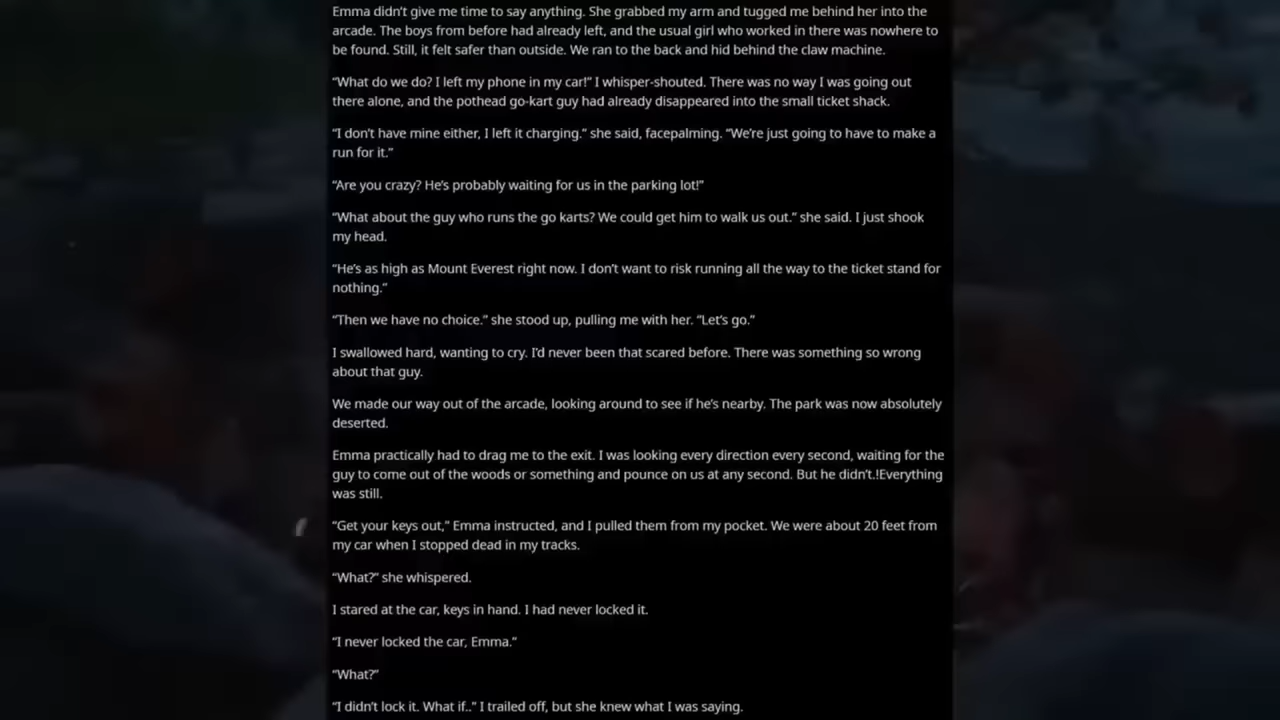 Emma didn’t give me time to say anything. She grabbed my arm and tugged me behind her into the
arcade. The boys from before had already left, and the usual girl who worked in there was nowhere to
be found. Still, it felt safer than outside. We ran to the back and hid behind the claw machine.
“What do we do? I left my phone in my car!” I whisper-shouted. There was no way I was going out
there alone, and the pothead go-kart guy had already disappeared into the small ticket shack.
“I don’t have mine either, I left it charging.” she said, facepalming. “We’re just going to have to make a
run for it.”
“Are you crazy? He’s probably waiting for us in the parking lot!”
“What about the guy who runs the go karts? We could get him to walk us out.” she said. I just shook
my head.
“He’s as high as Mount Everest right now. I don’t want to risk running all the way to the ticket stand for
nothing.”
“Then we have no choice.” she stood up, pulling me with her. “Let’s go.”
I swallowed hard, wanting to cry. I’d never been that scared before. There was something so wrong
about that guy.
We made our way out of the arcade, looking around to see if he’s nearby. The park was now absolutely
deserted.
Emma practically had to drag me to the exit. I was looking every direction every second, waiting for the
guy to come out of the woods or something and pounce on us at any second. But he didn’t.!Everything
was still.
“Get your keys out,” Emma instructed, and I pulled them from my pocket. We were about 20 feet from
my car when I stopped dead in my tracks.
“What?” she whispered.
I stared at the car, keys in hand. I had never locked it.
“I never locked the car, Emma.”
“What?”
“I didn’t lock it. What if..” I trailed off, but she knew what I was saying.